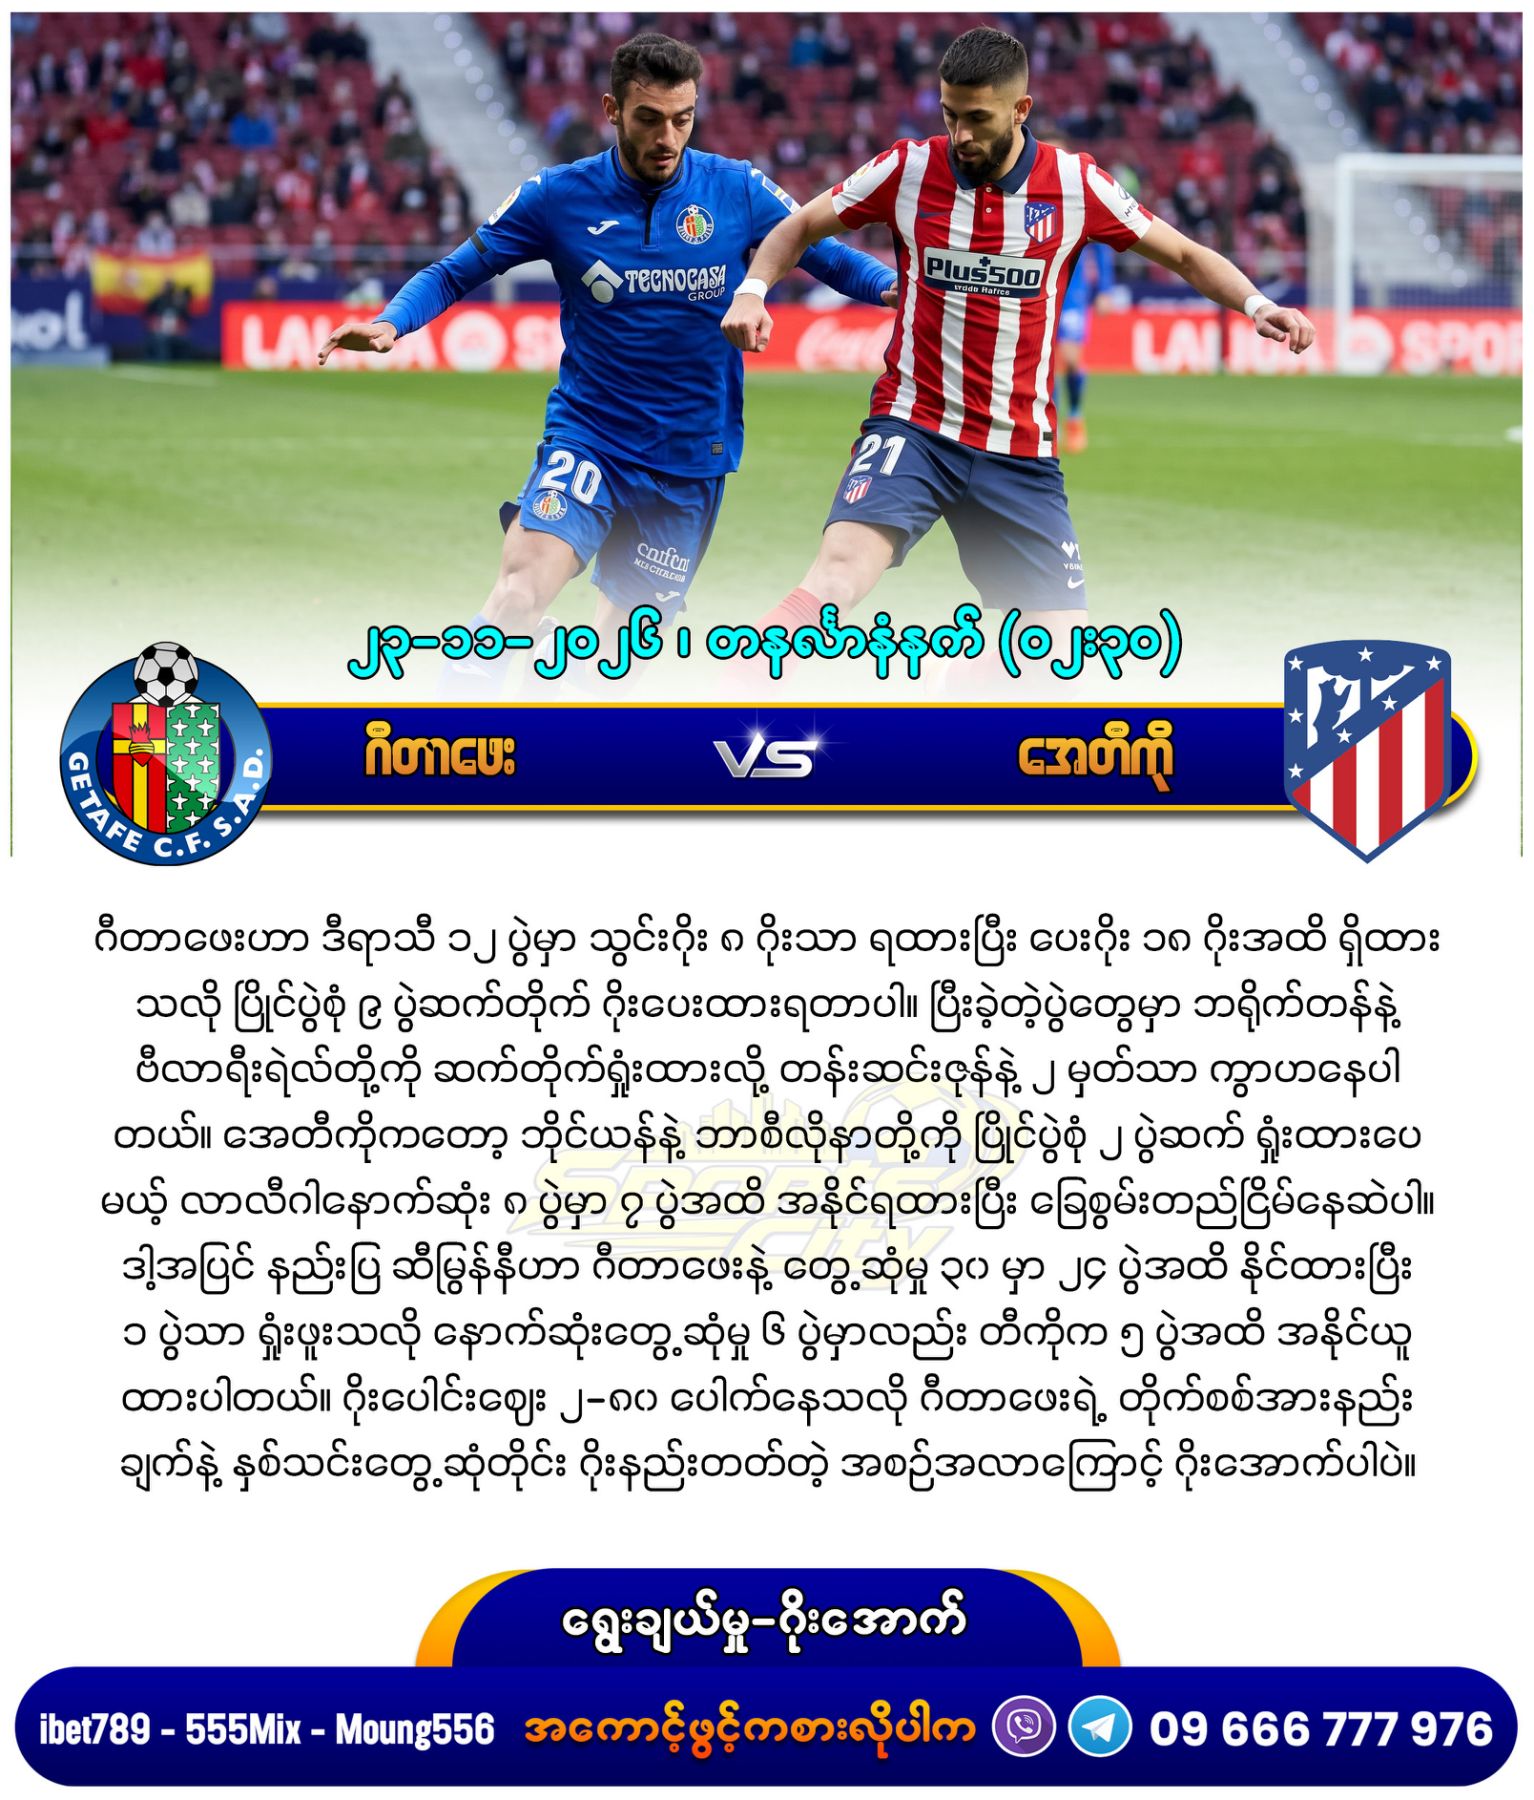 TECNOCASA
GROUP
Plus500
20
21
LALIGA
SPOR
၂၃-၁၁-၂၀၂၆ ၊ တနင်္လာနံနက် (၀၂း၃၀)
ဂီတာဖေး
VS
အေတီကို
GETAFE C.F. S.A.D.
ဂီတာဖေးဟာ ဒီရာသီ ၁၂ ပွဲမှာ သွင်းဂိုး ၈ ဂိုးသာ ရထားပြီး ပေးဂိုး ၁၈ ဂိုးအထိ ရှိထား
သလို ပြိုင်ပွဲစုံ ၉ ပွဲဆက်တိုက် ဂိုးပေးထားရတာပါ။ ပြီးခဲ့တဲ့ပွဲတွေမှာ ဘရိုက်တန်နဲ့
ဗီလာရီးရဲလ်တို့ကို ဆက်တိုက်ရှုံးထားလို့ တန်းဆင်းဇုန်နဲ့ ၂ မှတ်သာ ကွာဟနေပါ
တယ်။ အေတီကိုကတော့ ဘိုင်ယန်နဲ့ ဘာစီလိုနာတို့ကို ပြိုင်ပွဲစုံ ၂ ပွဲဆက် ရှုံးထားပေ
မယ့် လာလီဂါနောက်ဆုံး ၈ ပွဲမှာ ၇ ပွဲအထိ အနိုင်ရထားပြီး ခြေစွမ်းတည်ငြိမ်နေဆဲပါ။
ဒါ့အပြင် နည်းပြ ဆီမြွန်နီဟာ ဂီတာဖေးနဲ့ တွေ့ဆုံမှု ၃၀ မှာ ၂၄ ပွဲအထိ နိုင်ထားပြီး
၁ ပွဲသာ ရှုံးဖူးသလို နောက်ဆုံးတွေ့ဆုံမှု ၆ ပွဲမှာလည်း တီကိုက ၅ ပွဲအထိ အနိုင်ယူ
ထားပါတယ်။ ဂိုးပေါင်းဈေး ၂-၈၀ ပေါက်နေသလို ဂီတာဖေးရဲ့ တိုက်စစ်အားနည်း
ချက်နဲ့ နှစ်သင်းတွေ့ဆုံတိုင်း ဂိုးနည်းတတ်တဲ့ အစဉ်အလာကြောင့် ဂိုးအောက်ပါပဲ။
Sports
City
ရွေးချယ်မှု-ဂိုးအောက်
ibet789 - 555Mix - Moung556 အကောင့်ဖွင့်ကစားလိုပါက 09 666 777 976